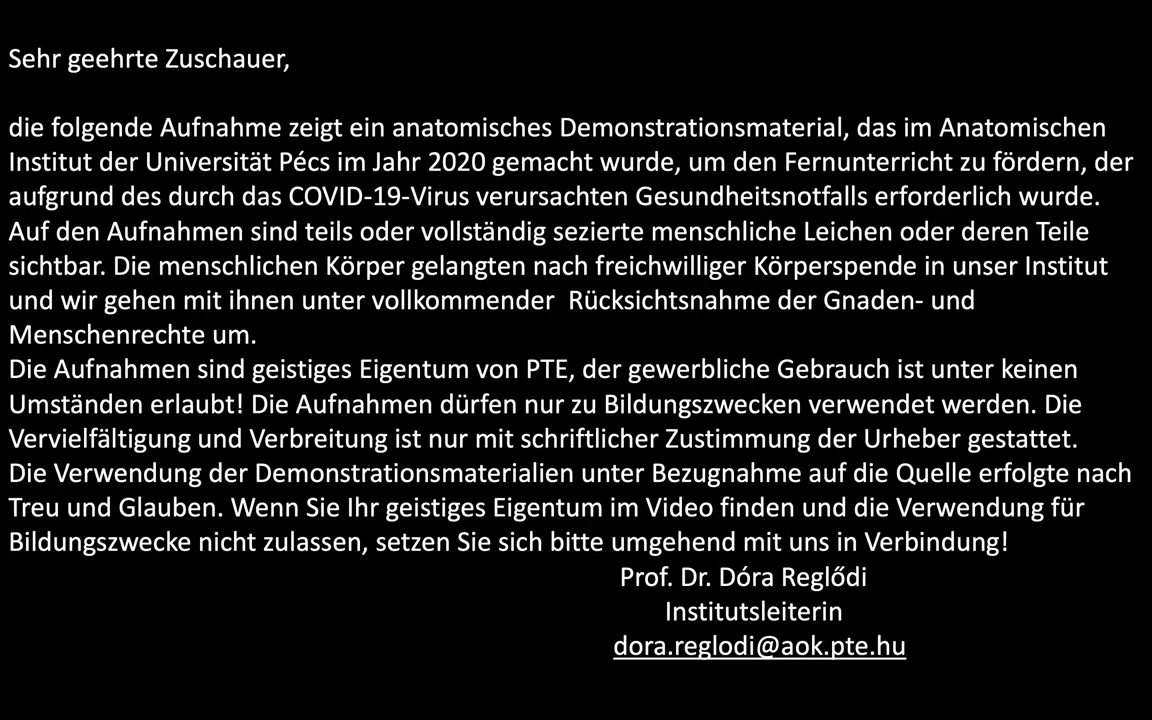 Sehr geehrte Zuschauer,
die folgende Aufnahme zeigt ein anatomisches Demonstrationsmaterial, das im Anatomischen
Institut der Universität Pécs im Jahr 2020 gemacht wurde, um den Fernunterricht zu fördern, der
aufgrund des durch das COVID-19-Virus verursachten Gesundheitsnotfalls erforderlich wurde.
Auf den Aufnahmen sind teils oder vollständig sezierte menschliche Leichen oder deren Teile
sichtbar. Die menschlichen Körper gelangten nach freichwilliger Körperspende in unser Institut
und wir gehen mit ihnen unter vollkommender  Rücksichtsnahme der Gnaden- und
Menschenrechte um.
Die Aufnahmen sind geistiges Eigentum von PTE, der gewerbliche Gebrauch ist unter keinen
Umständen erlaubt! Die Aufnahmen dürfen nur zu Bildungszwecken verwendet werden. Die
Vervielfältigung und Verbreitung ist nur mit schriftlicher Zustimmung der Urheber gestattet.
Die Verwendung der Demonstrationsmaterialien unter Bezugnahme auf die Quelle erfolgte nach
Treu und Glauben. Wenn Sie Ihr geistiges Eigentum im Video finden und die Verwendung für
Bildungszwecke nicht zulassen, setzen Sie sich bitte umgehend mit uns in Verbindung!
Prof. Dr. Dóra Reglődi
Institutsleiterin
dora.reglodi@aok.pte.hu